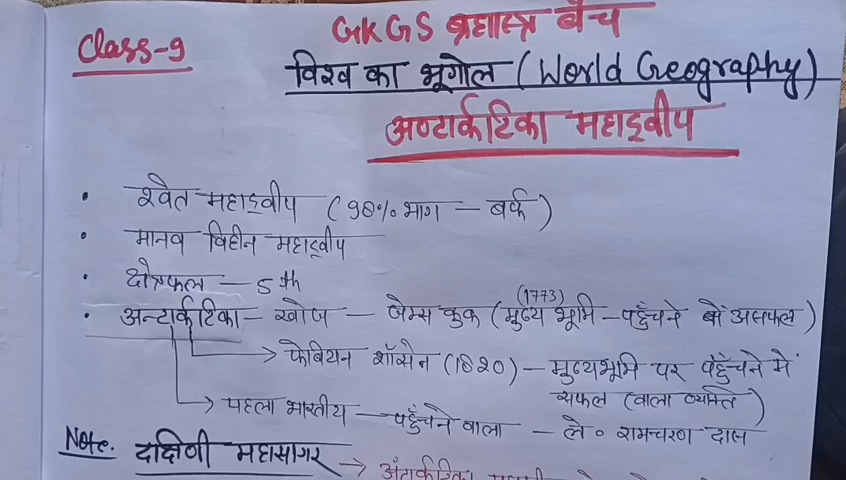 Class-9
GKGS ब्रह्मास्त्र बैच
विश्व का भूगोल (World Geography)
अण्टार्कटिका महाद्वीप
• श्वेत महाद्वीप (98% भाग – बर्फ)
• मानव विहीन महाद्वीप
• क्षेत्रफल – 5th
• अन्टार्कटिका – खोज – जेम्स कुक (मुख्य भूमि – पहुँचने में असफल)
(1773)
→ फेबियन (1820) – मुख्यभूमि पर पहुँचने में
सफल (वाला व्यक्ति)
→ पहला भारतीय – पहुँचने वाला – ले० रामचरण दास
Note. दक्षिणी महासागर → अंटार्कटिका